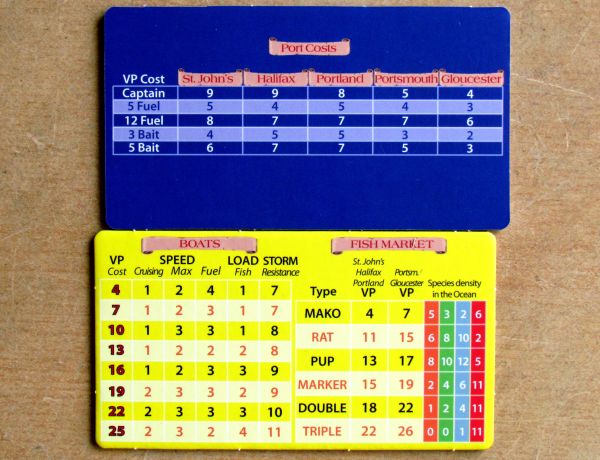 Port Costs
VP Cost St. John's Halifax Portland Portsmouth Gloucester
Captain 9 9 8 5 4
5 Fuel 5 4 5 4 3
12 Fuel 8 7 7 7 6
3 Bait 4 5 5 3 2
5 Bait 6 7 7 5 3
BOATS
VP SPEED LOAD STORM
Cost Cruising Max Fuel Fish Resistance
4 1 2 4 1 7
7 1 2 3 1 7
10 1 3 3 1 8
13 1 2 2 2 8
16 1 2 3 3 9
19 2 3 3 2 9
22 2 3 3 3 10
25 2 3 2 4 11
FISH MARKET
St. John's
Halifax Portsm./
Portland Gloucester Species density
Type VP VP in the Ocean
MAKO 4 7 5 3 2 6
RAT 11 15 6 8 10 2
PUP 13 17 8 10 12 5
MARKER 15 19 2 4 6 11
DOUBLE 18 22 1 2 4 11
TRIPLE 22 26 0 0 1 11